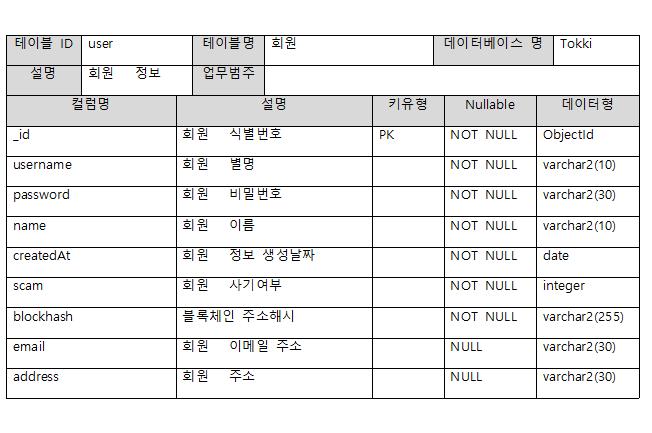 테이블 ID user 테이블명 회원 데이터베이스 명 Tokki
설명 회원 정보 업무범주
컬럼명 설명 키유형 Nullable 데이터형
_id 회원 식별번호 PK NOT NULL ObjectId
username 회원 별명 NOT NULL varchar2(10)
password 회원 비밀번호 NOT NULL varchar2(30)
name 회원 이름 NOT NULL varchar2(10)
createdAt 회원 정보 생성날짜 NOT NULL date
scam 회원 사기여부 NOT NULL integer
blockhash 블록체인 주소해시 NOT NULL varchar2(255)
email 회원 이메일 주소 NULL varchar2(30)
address 회원 주소 NULL varchar2(30)